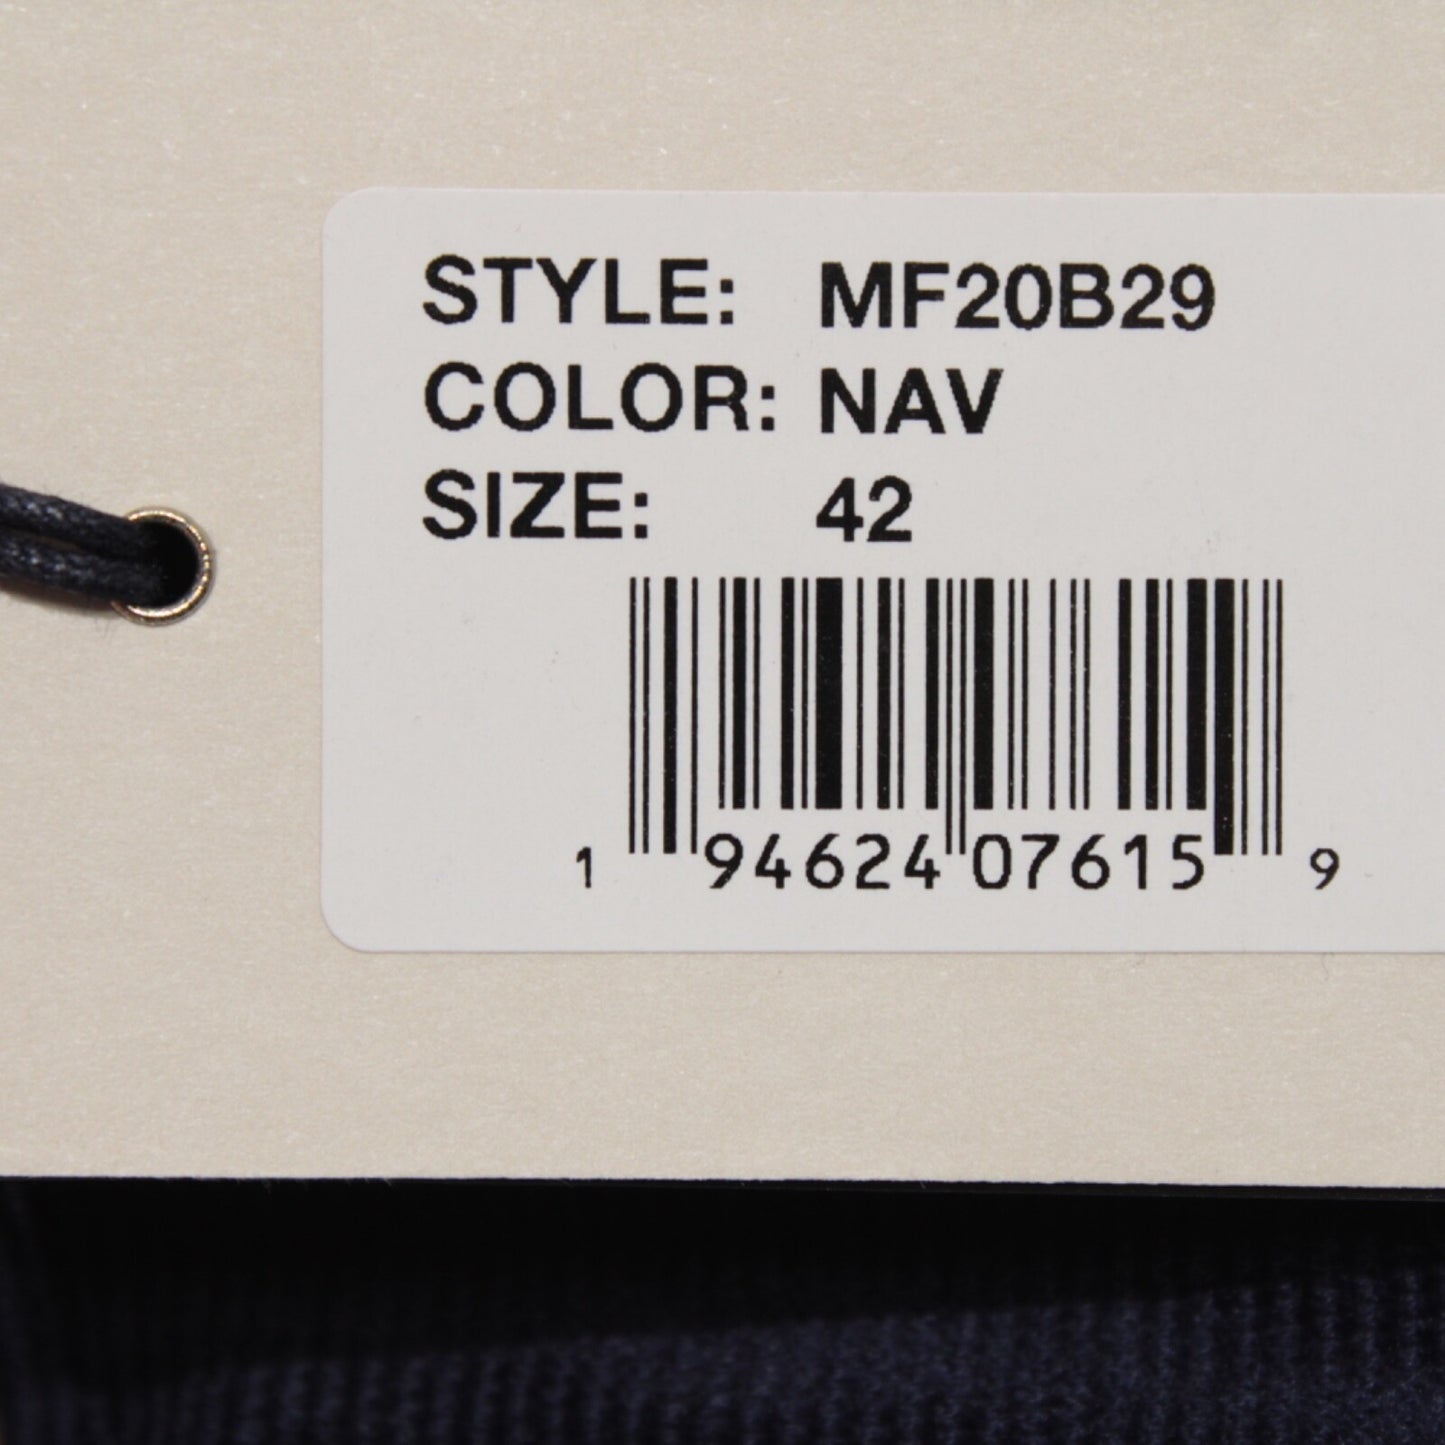 STYLE: MF20B29
COLOR: NAV
SIZE: 42
1 94624 07615 9